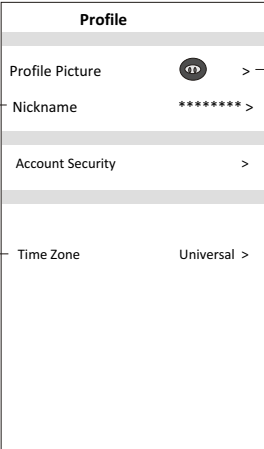 Profile
Profile Picture >
Nickname ******** >
Account Security >
Time Zone Universal >